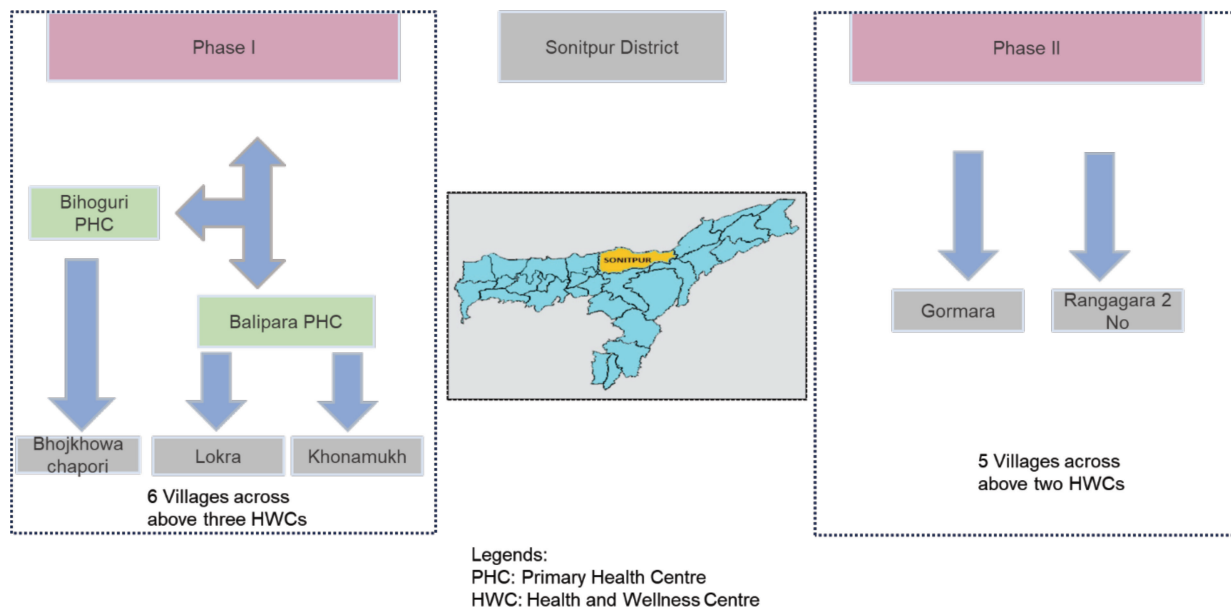 Phase I
Sonitpur District
Phase II
Bihoguri
PHC
SONITPUR
Balipara PHC
Gormara
Rangagara 2
No
Bhojkhowa
chapori
Lokra
Khonamukh
6 Villages across
above three HWCs
5 Villages across
above two HWCs
Legends:
PHC: Primary Health Centre
HWC: Health and Wellness Centre